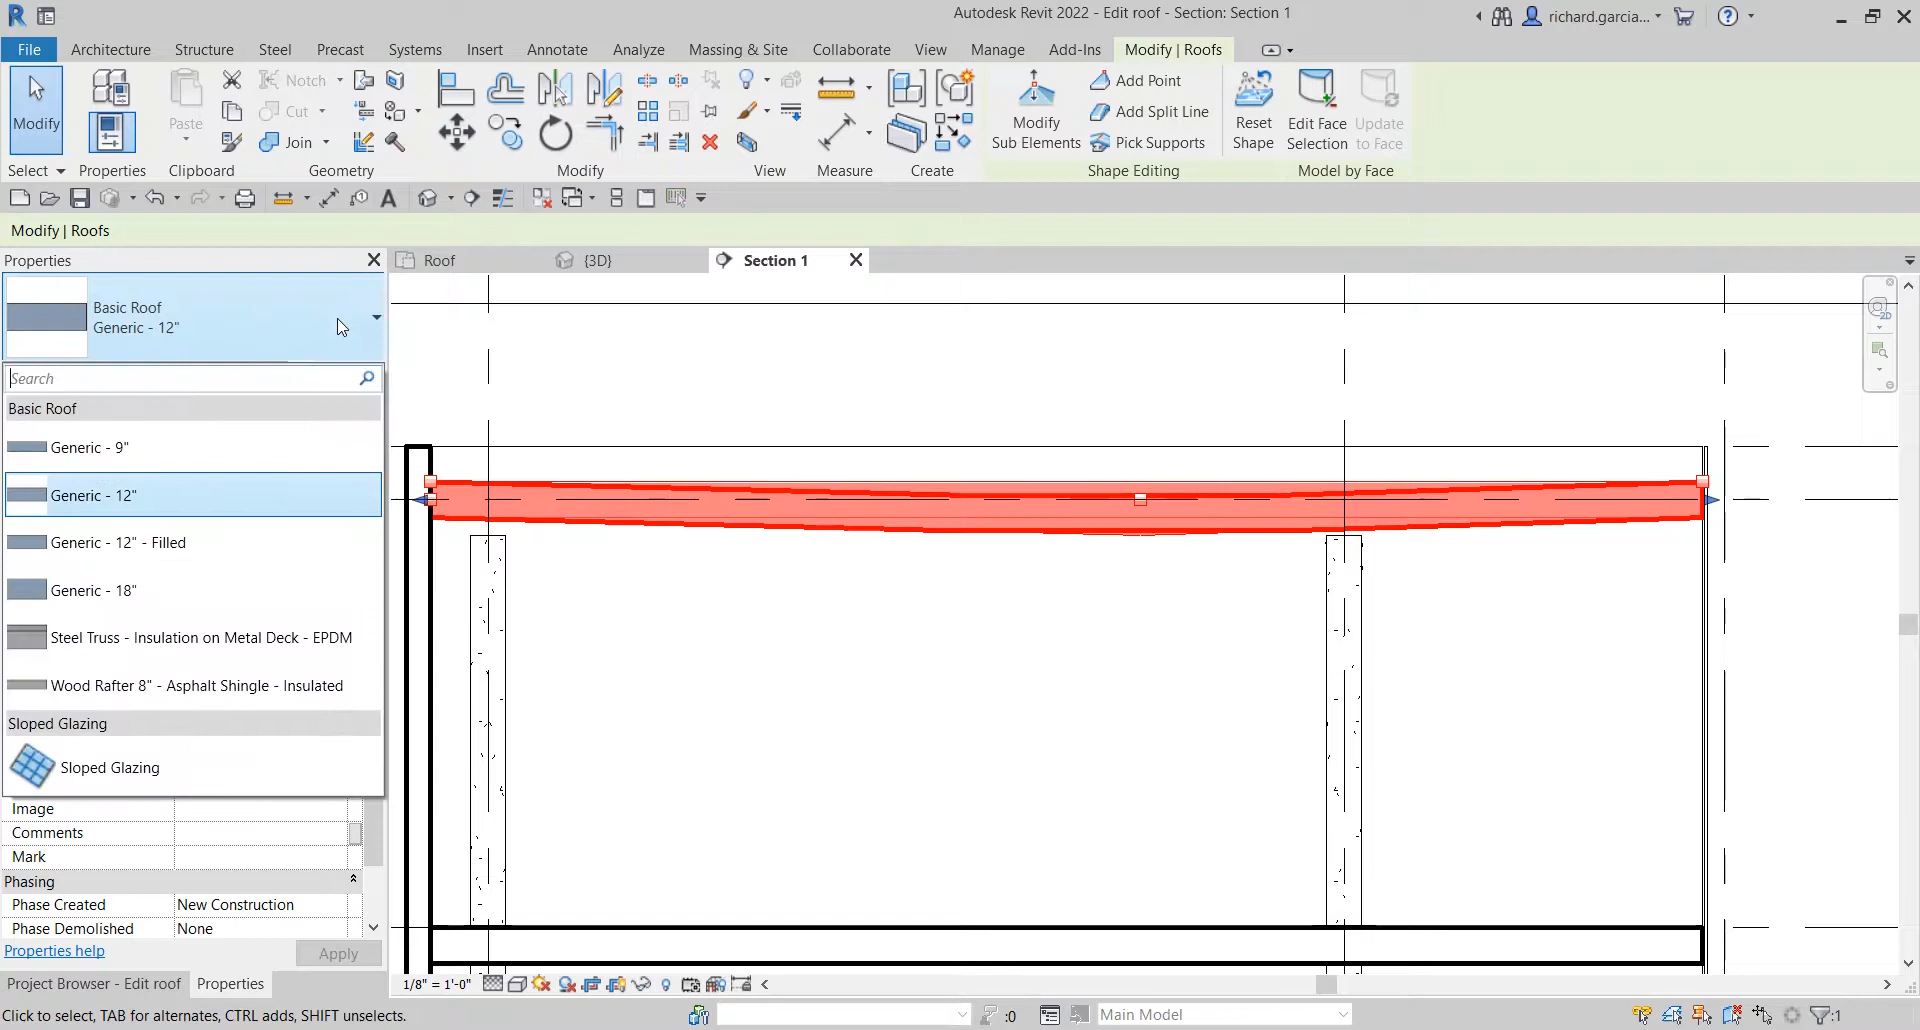 Autodesk Revit 2022 - Edit roof - Section: Section 1
richard.garcia...
File
Architecture
Structure
Steel
Precast
Systems
Insert
Annotate
Analyze
Massing & Site
Collaborate
View
Manage
Add-Ins
Modify | Roofs
Modify
Paste
Notch
Cut
Join
Modify
Sub Elements
Add Point
Add Split Line
Pick Supports
Reset
Shape
Edit Face
Selection
Update
to Face
Select
Properties
Clipboard
Geometry
Modify
View
Measure
Create
Shape Editing
Model by Face
Modify | Roofs
Properties
Roof
{3D}
Section 1
Basic Roof
Generic - 12"
Search
Basic Roof
Generic - 9"
Generic - 12"
Generic - 12" - Filled
Generic - 18"
Steel Truss - Insulation on Metal Deck - EPDM
Wood Rafter 8" - Asphalt Shingle - Insulated
Sloped Glazing
Sloped Glazing
Image
Comments
Mark
Phasing
Phase Created New Construction
Phase Demolished None
Properties help
Apply
Project Browser - Edit roof
Properties
2D
1/8" = 1'-0"
Click to select, TAB for alternates, CTRL adds, SHIFT unselects.
:0
Main Model
:1